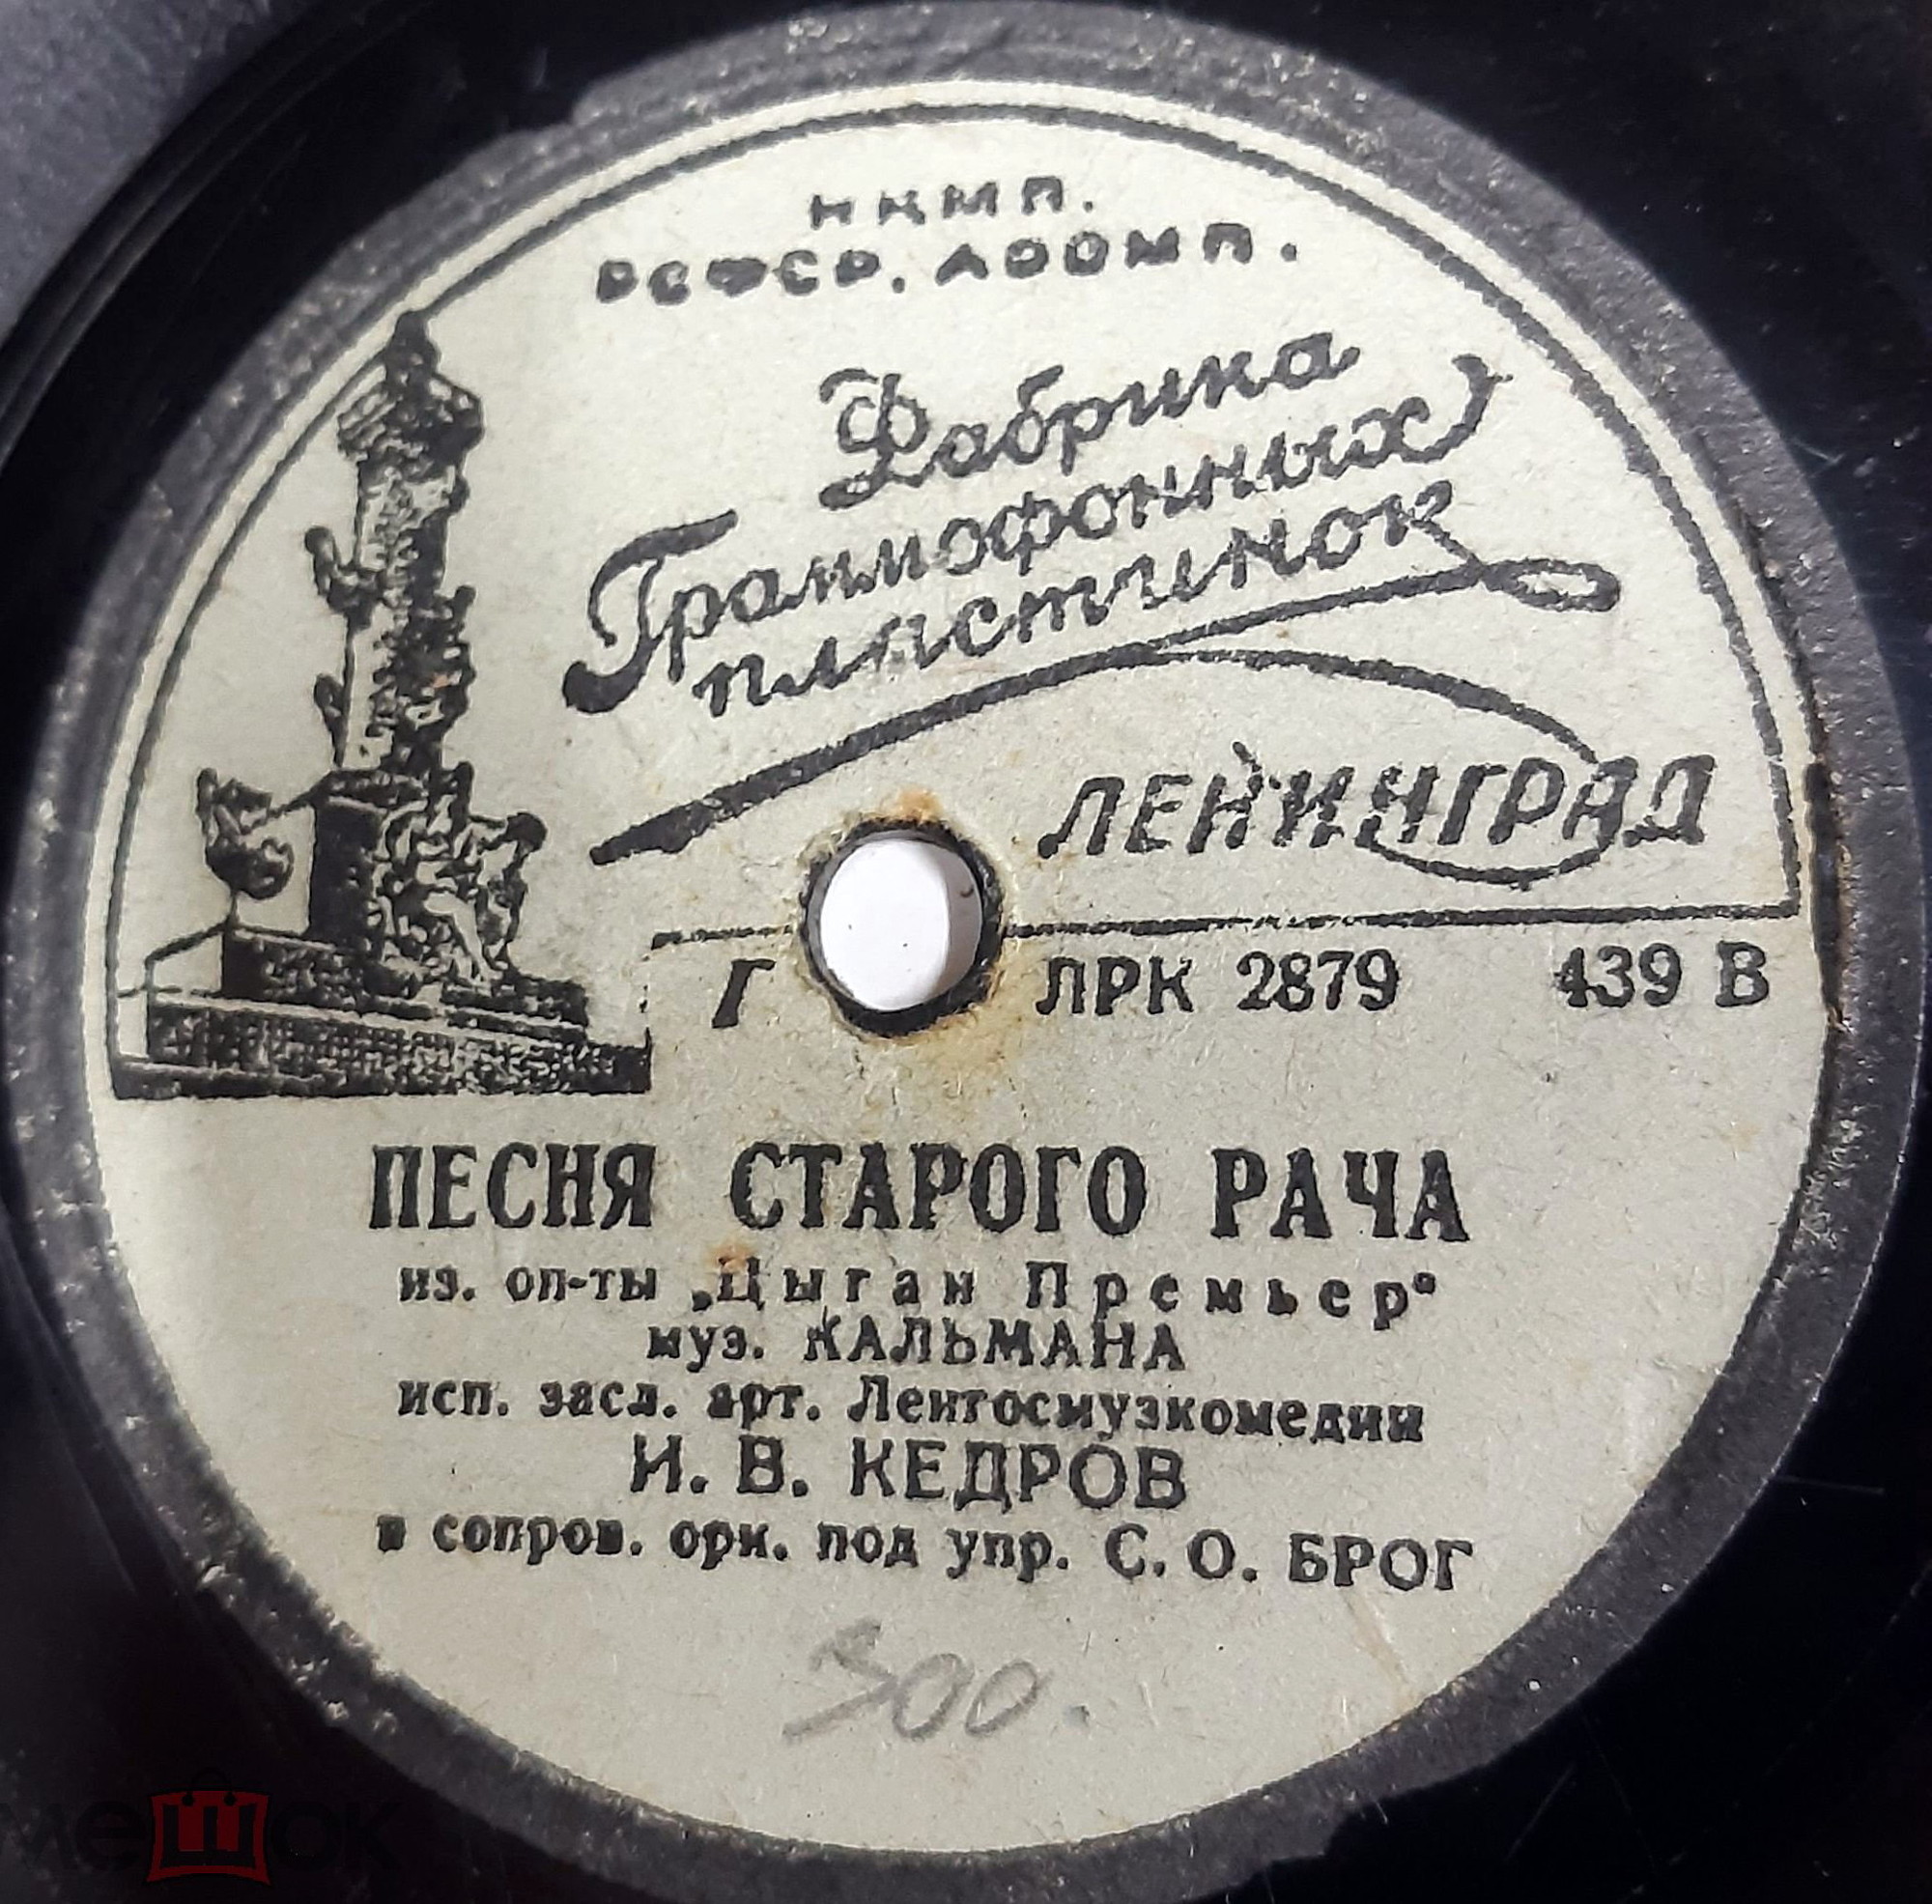 НКМП.
РСФСР. ЛООМП.
Фабрика
Граммофонных
пластинок
ЛЕНИНГРАД
Г ЛРК 2879 439 В
ПЕСНЯ СТАРОГО РАЧА
из. оп-ты „Цыган Премьер“
муз. КАЛЬМАНА
исп. засл. арт. Ленгосмузкомедии
И. В. КЕДРОВ
в сопров. орк. под упр. С. О. БРОГ
300.
мешок